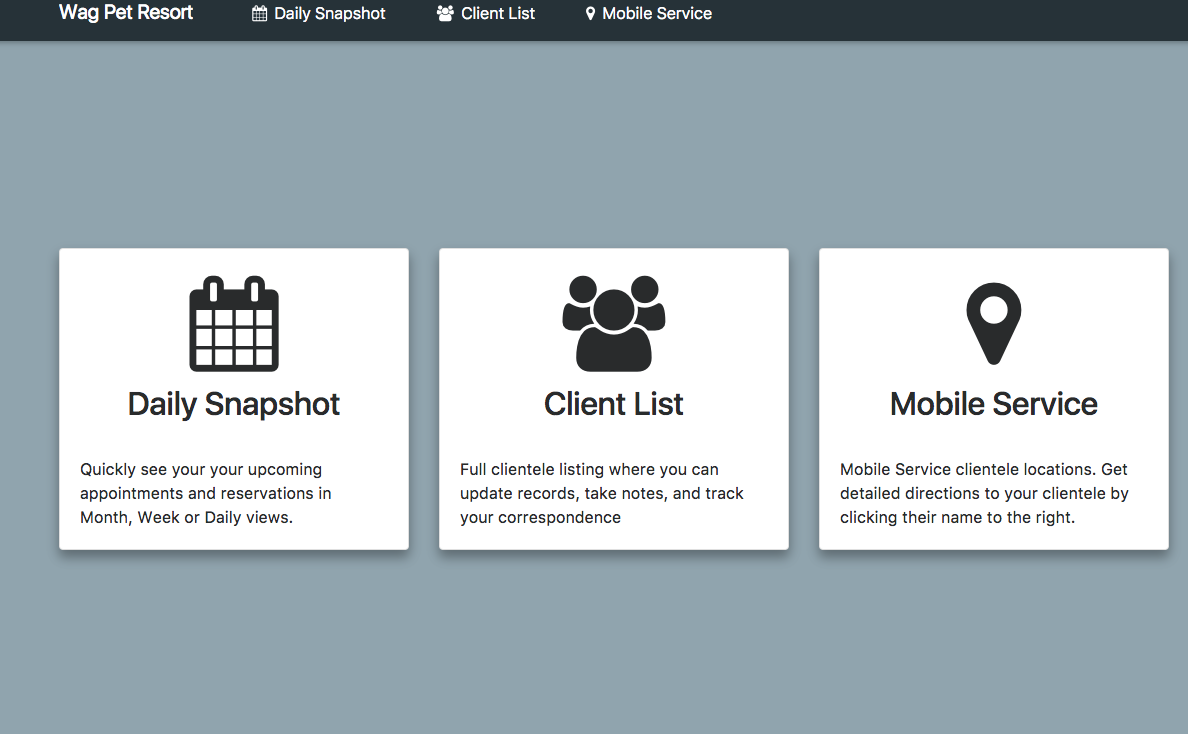 Wag Pet Resort Daily Snapshot Client List Mobile Service
Daily Snapshot
Quickly see your your upcoming
appointments and reservations in
Month, Week or Daily views.
Client List
Full clientele listing where you can
update records, take notes, and track
your correspondence
Mobile Service
Mobile Service clientele locations. Get
detailed directions to your clientele by
clicking their name to the right.